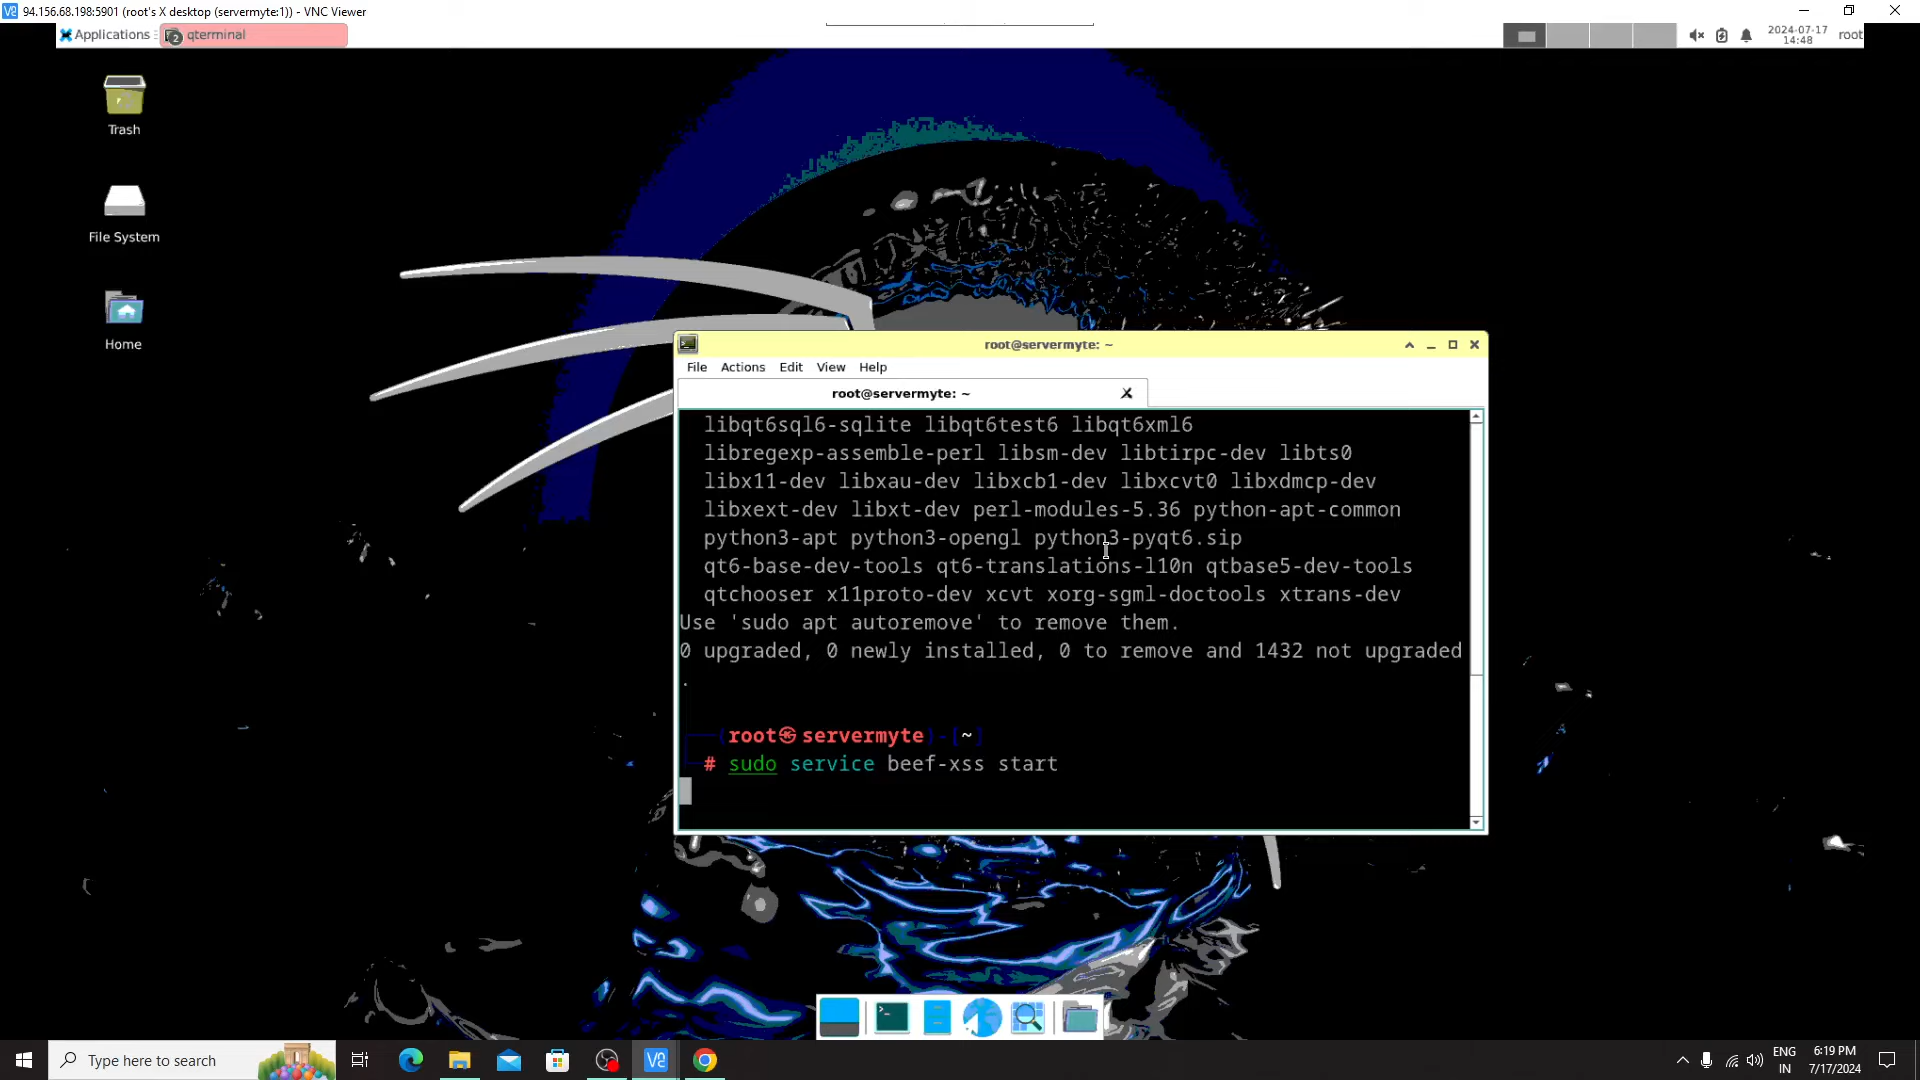 94.156.68.198:5901 (root's X desktop (servermyte:1)) - VNC Viewer
Applications
2 qterminal
2024-07-17
14:48
root
Trash
File System
Home
root@servermyte: ~
File Actions Edit View Help
root@servermyte: ~
libqt6sql6-sqlite libqt6test6 libqt6xml6
libregexp-assemble-perl libsm-dev libtirpc-dev libts0
libx11-dev libxau-dev libxcb1-dev libxcvt0 libxdmcp-dev
libxext-dev libxt-dev perl-modules-5.36 python-apt-common
python3-apt python3-opengl python3-pyqt6.sip
qt6-base-dev-tools qt6-translations-l10n qtbase5-dev-tools
qtchooser x11proto-dev xcvt xorg-sgml-doctools xtrans-dev
Use 'sudo apt autoremove' to remove them.
0 upgraded, 0 newly installed, 0 to remove and 1432 not upgraded
.
(root㉿servermyte)-[~]
# sudo service beef-xss start
Type here to search
ENG
IN
6:19 PM
7/17/2024